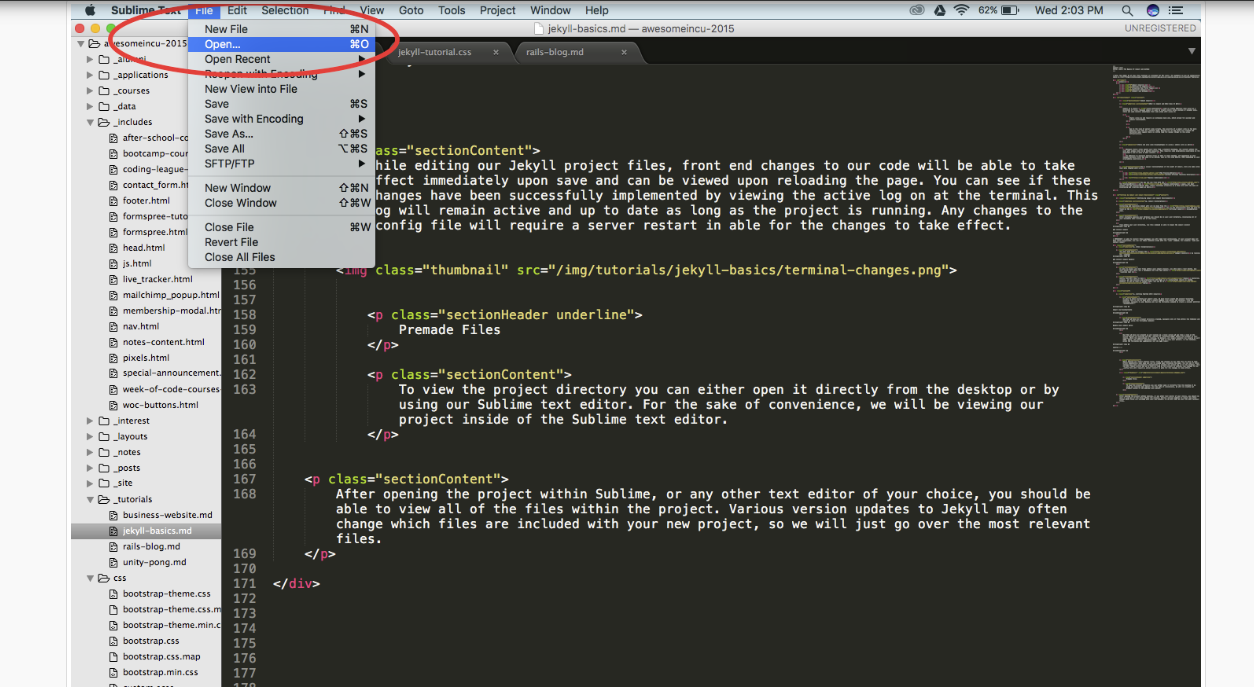 Sublime Text File Edit Selection Find View Goto Tools Project Window Help 62% Wed 2:03 PM
jekyll-basics.md — awesomeincu-2015 UNREGISTERED
New File ⌘N
Open... ⌘O
Open Recent
Reopen with Encoding
New View into File
Save ⌘S
Save with Encoding
Save As... ⇧⌘S
Save All ⌥⌘S
SFTP/FTP
New Window ⇧⌘N
Close Window ⇧⌘W
Close File ⌘W
Revert File
Close All Files
awesomeincu-2015
_alumni
_applications
_courses
_data
_includes
after-school-co
bootcamp-cour
coding-league-
contact_form.ht
footer.html
formspree-tuto
formspree.html
head.html
js.html
live_tracker.html
mailchimp_popup.html
membership-modal.htm
nav.html
notes-content.html
pixels.html
special-announcement.
week-of-code-courses-
woc-buttons.html
_interest
_layouts
_notes
_posts
_site
_tutorials
business-website.md
jekyll-basics.md
rails-blog.md
unity-pong.md
css
bootstrap-theme.css
bootstrap-theme.css.m
bootstrap-theme.min.c
bootstrap.css
bootstrap.css.map
bootstrap.min.css
jekyll-tutorial.css × rails-blog.md ×
ass="sectionContent">
hile editing our Jekyll project files, front end changes to our code will be able to take
ffect immediately upon save and can be viewed upon reloading the page. You can see if these
hanges have been successfully implemented by viewing the active log on at the terminal. This
og will remain active and up to date as long as the project is running. Any changes to the
config file will require a server restart in able for the changes to take effect.
155 <img class="thumbnail" src="/img/tutorials/jekyll-basics/terminal-changes.png">
156
157
158 <p class="sectionHeader underline">
159 Premade Files
160 </p>
161
162 <p class="sectionContent">
163 To view the project directory you can either open it directly from the desktop or by
using our Sublime text editor. For the sake of convenience, we will be viewing our
project inside of the Sublime text editor.
164 </p>
165
166
167 <p class="sectionContent">
168 After opening the project within Sublime, or any other text editor of your choice, you should be
able to view all of the files within the project. Various version updates to Jekyll may often
change which files are included with your new project, so we will just go over the most relevant
files.
169 </p>
170
171 </div>
172
173
174
175
176
177
178